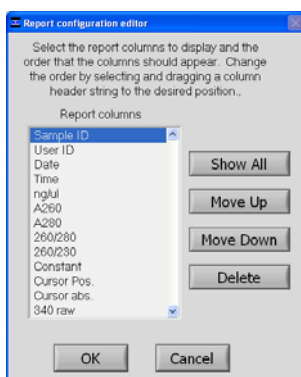 Report configuration editor
Select the report columns to display and the
order that the columns should appear. Change
the order by selecting and dragging a column
header string to the desired position.,
Report columns
Sample ID
User ID
Date
Time
ng/ul
A260
A280
260/280
260/230
Constant
Cursor Pos.
Cursor abs.
340 raw
Show All
Move Up
Move Down
Delete
OK
Cancel